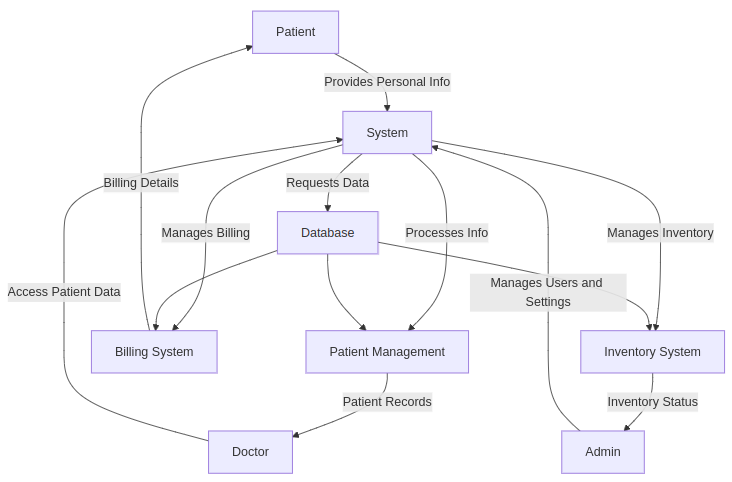 Patient
Provides Personal Info
System
Billing Details
Requests Data
Manages Billing
Database
Processes Info
Manages Inventory
Access Patient Data
Manages Users and
Settings
Billing System
Patient Management
Inventory System
Patient Records
Inventory Status
Doctor
Admin